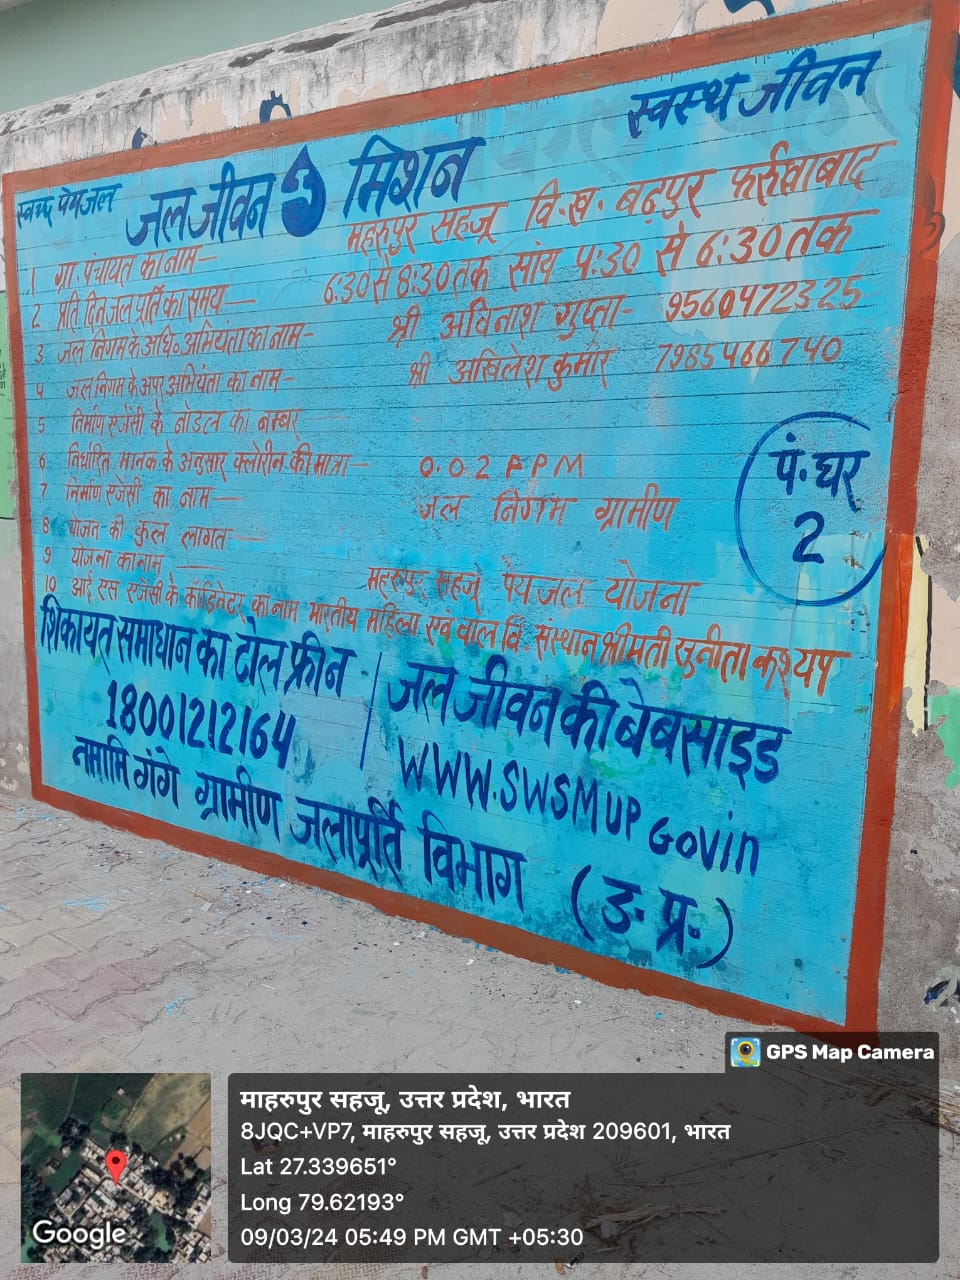 स्वच्छ पेयजल
जल जीवन मिशन
स्वस्थ जीवन
1 ग्रा. पंचायत का नाम— महरुपुर सहजू वि.ख. बढ़पुर फर्रुखाबाद
2 प्रति दिन जल पूर्ति का समय— 6:30 से 8:30 तक सांय 4:30 से 6:30 तक
3 जल निगम के अधि॰ अभियंता का नाम— श्री अविनाश गुप्ता- 9560472325
4 जल निगम के अपर अभियंता का नाम— श्री अखिलेश कुमार 7985466740
5 निर्माण एजेंसी के नोडल का नम्बर
6 निर्धारित मानक के अनुसार क्लोरीन की मात्रा— 0.02 PPM
7 निर्माण एजेंसी का नाम— जल निगम ग्रामीण
8 योजन की कुल लागत—
9 योजना का नाम — महरुपुर सहजू पेयजल योजना
10 आई एस एजेंसी के कॉडिनेटर का नाम भारतीय महिला एवं वाल वि. संस्थान श्रीमती सुनीता कश्यप
पं. घर
2
शिकायत समाधान का टोल फ्री न
18001212164
जल जीवन की बेबसाइड
WWW.SWSMUP GOVin
नमामि गंगे ग्रामीण जलापूर्ति विभाग (उ. प्र.)
GPS Map Camera
माहरुपुर सहजू, उत्तर प्रदेश, भारत
8JQC+VP7, माहरुपुर सहजू, उत्तर प्रदेश 209601, भारत
Lat 27.339651°
Long 79.62193°
09/03/24 05:49 PM GMT +05:30
Google